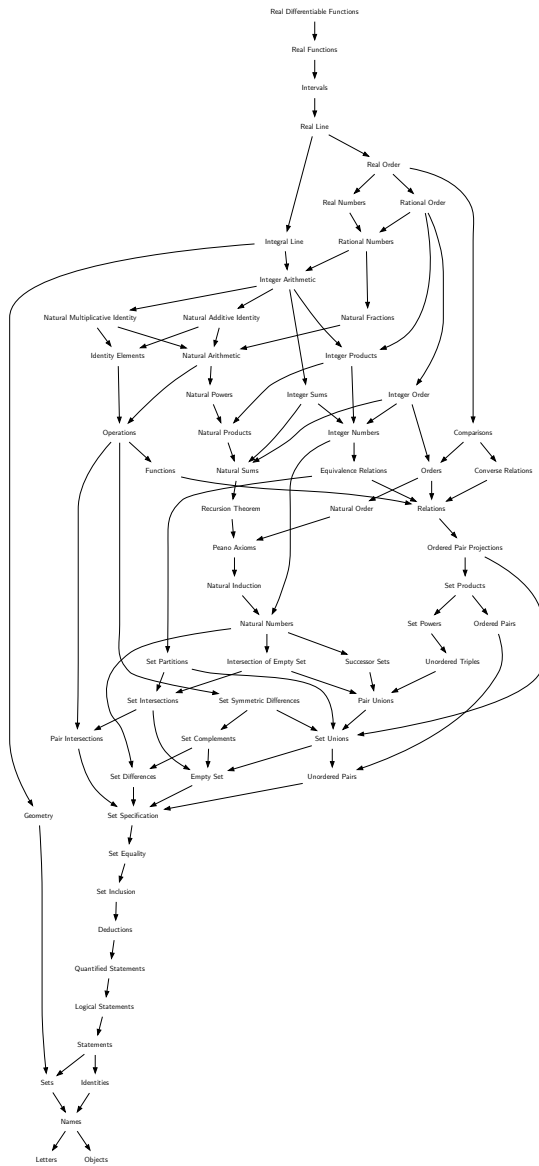 Real Differentiable Functions
Real Functions
Intervals
Real Line
Real Order
Real Numbers Rational Order
Integral Line Rational Numbers
Integer Arithmetic
Natural Multiplicative Identity Natural Additive Identity Natural Fractions
Identity Elements Natural Arithmetic Integer Products
Natural Powers Integer Sums Integer Order
Operations Natural Products Integer Numbers Comparisons
Functions Natural Sums Equivalence Relations Orders Converse Relations
Recursion Theorem Natural Order Relations
Peano Axioms Ordered Pair Projections
Natural Induction Set Products
Natural Numbers Set Powers Ordered Pairs
Set Partitions Intersection of Empty Set Successor Sets Unordered Triples
Set Intersections Set Symmetric Differences Pair Unions
Pair Intersections Set Complements Set Unions
Set Differences Empty Set Unordered Pairs
Geometry Set Specification
Set Equality
Set Inclusion
Deductions
Quantified Statements
Logical Statements
Statements
Sets Identities
Names
Letters Objects